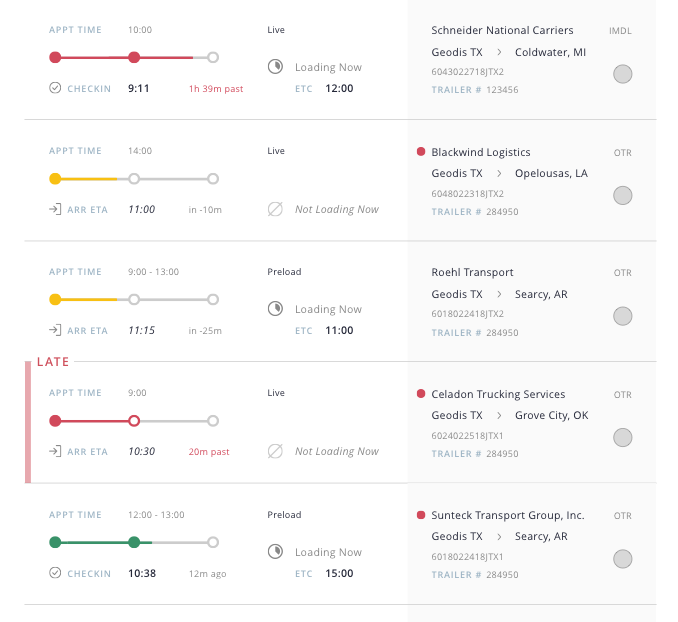 APPT TIME 10:00 Live Schneider National Carriers IMDL
Geodis TX > Coldwater, MI
Loading Now
6043022718JTX2
CHECKIN 9:11 1h 39m past ETC 12:00 TRAILER # 123456
APPT TIME 14:00 Live Blackwind Logistics OTR
Geodis TX > Opelousas, LA
6048022318JTX2
ARR ETA 11:00 in -10m Not Loading Now TRAILER # 284950
APPT TIME 9:00 - 13:00 Preload Roehl Transport OTR
Geodis TX > Searcy, AR
Loading Now
6018022418JTX2
ARR ETA 11:15 in -25m ETC 11:00 TRAILER # 284950
LATE
APPT TIME 9:00 Live Celadon Trucking Services OTR
Geodis TX > Grove City, OK
6024022518JTX1
ARR ETA 10:30 20m past Not Loading Now TRAILER # 284950
APPT TIME 12:00 - 13:00 Preload Sunteck Transport Group, Inc. OTR
Geodis TX > Searcy, AR
Loading Now
6018022418JTX1
CHECKIN 10:38 12m ago ETC 15:00 TRAILER # 284950